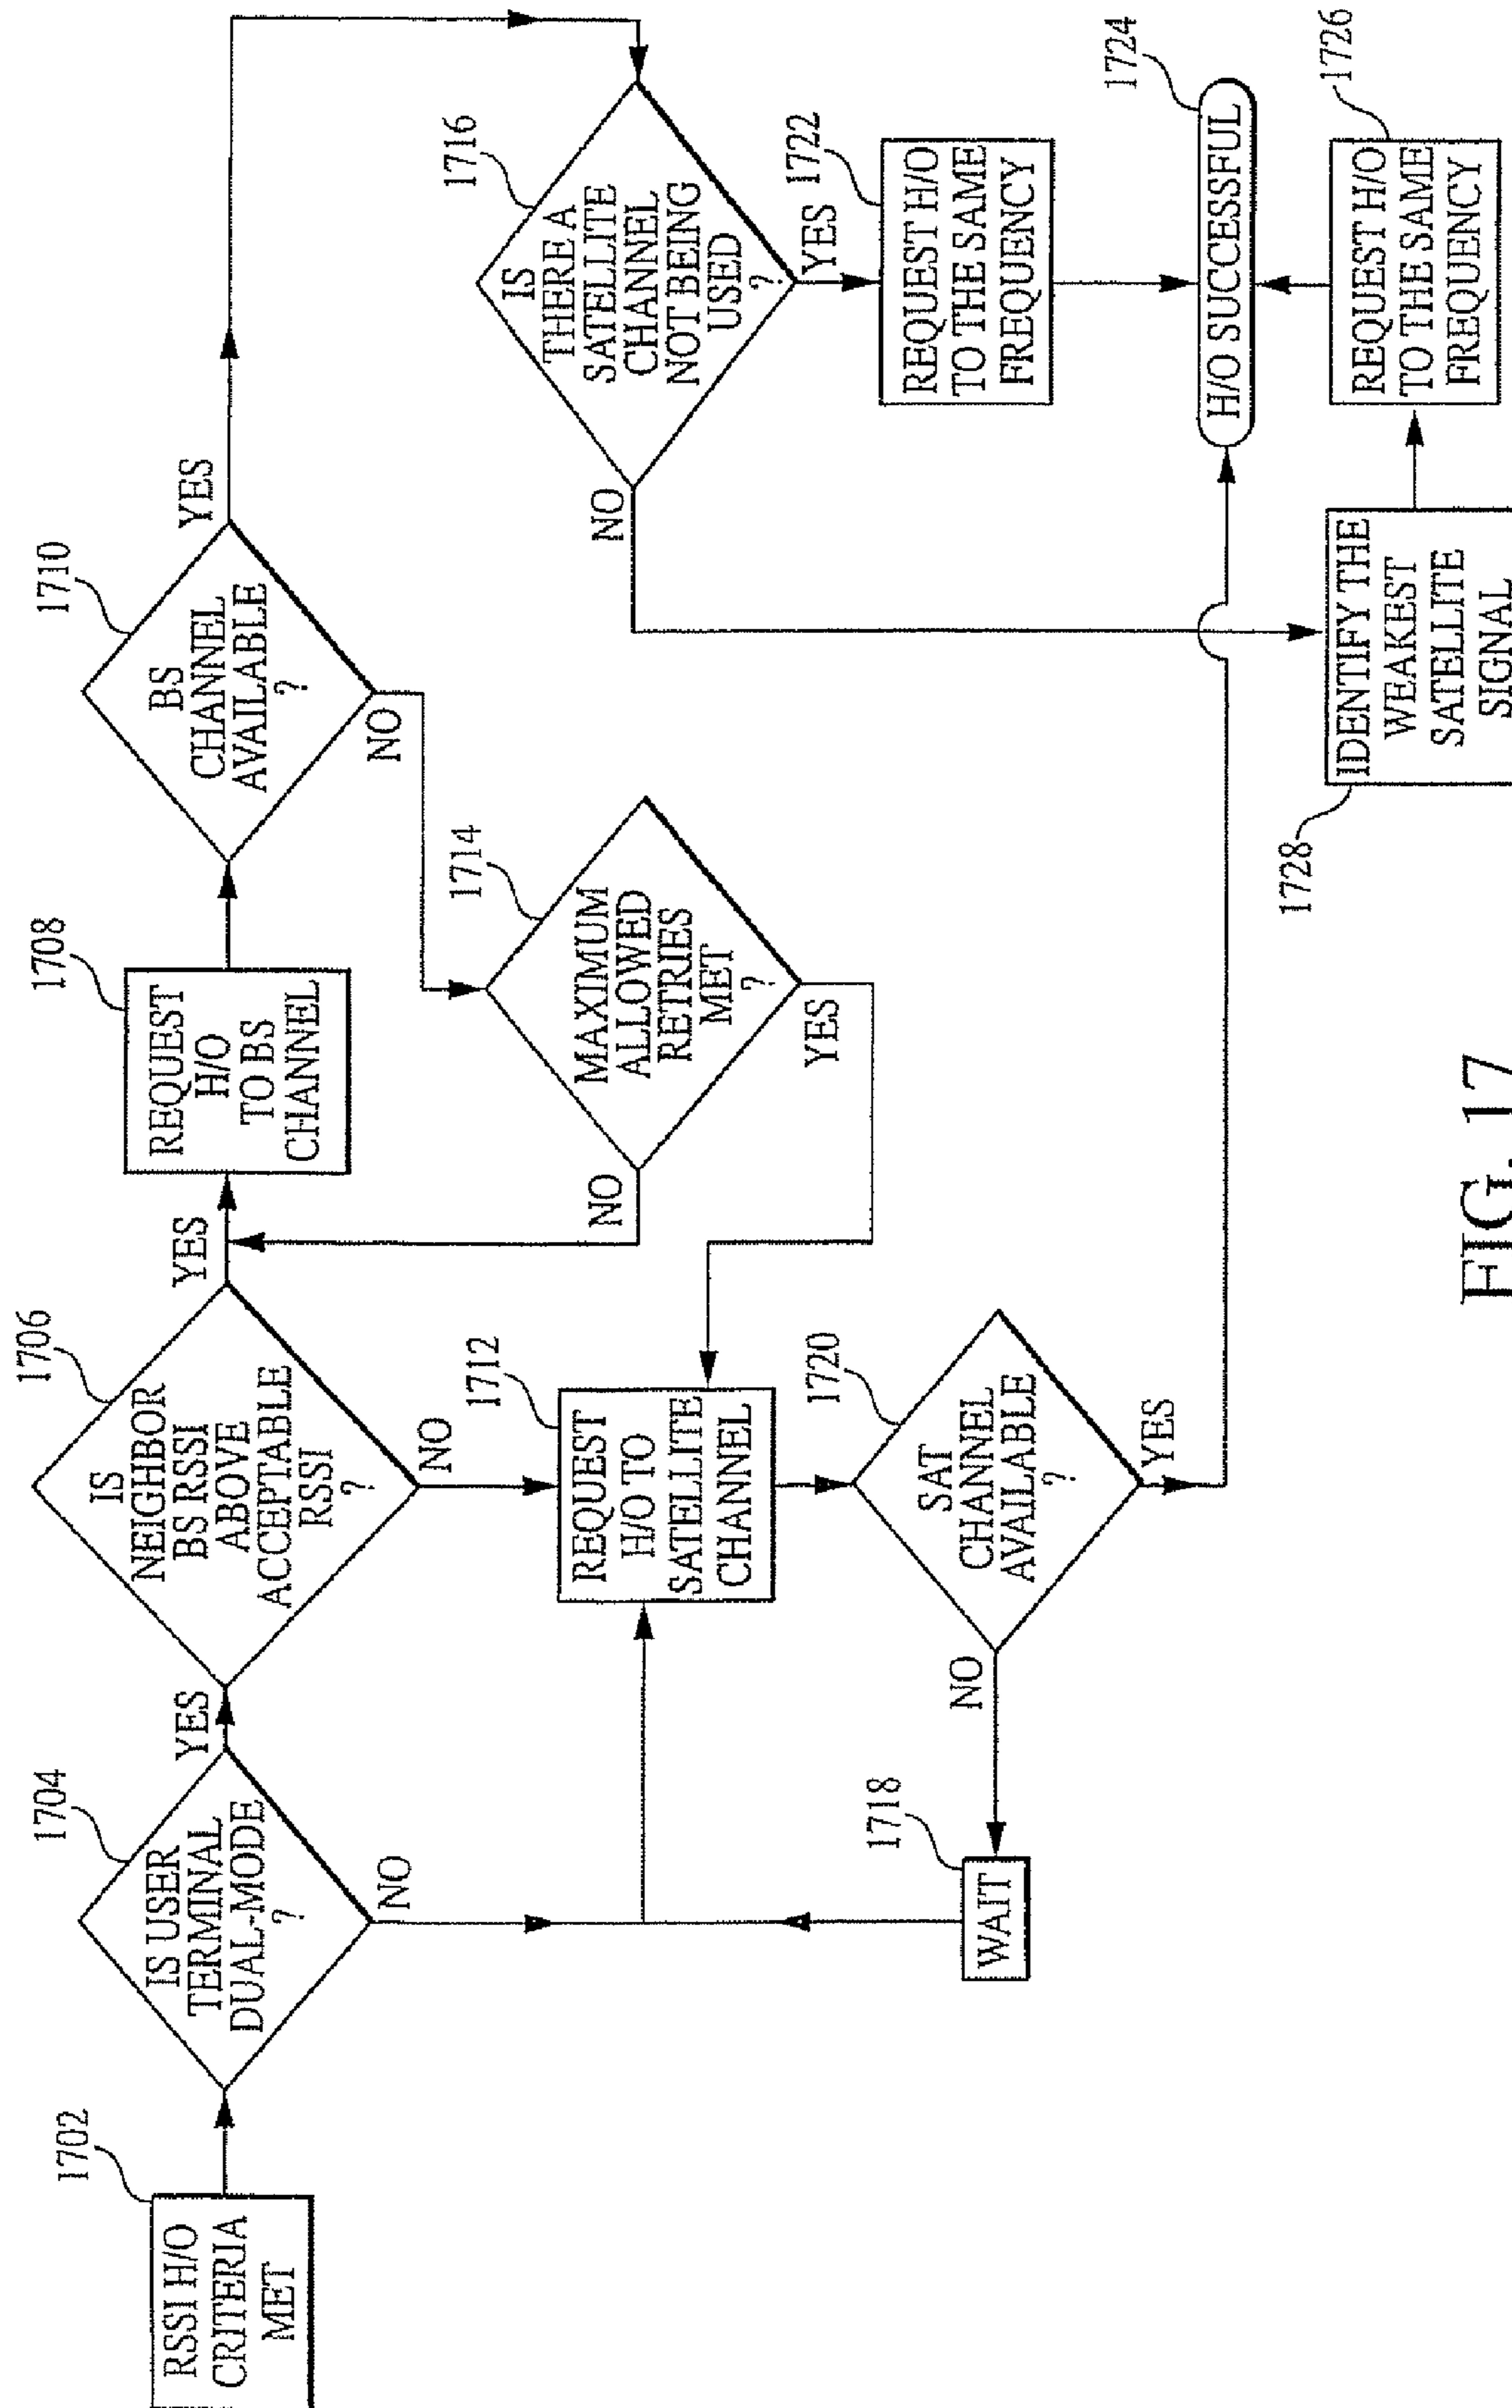 1702
RSSI H/O
CRITERIA
MET
1704
IS USER
TERMINAL
DUAL-MODE
?
YES
NO
1706
IS
NEIGHBOR
BS RSSI
ABOVE
ACCEPTABLE
RSSI
?
YES
NO
1708
REQUEST
H/O
TO BS
CHANNEL
1710
BS
CHANNEL
AVAILABLE
?
YES
NO
1712
REQUEST
H/O TO
SATELLITE
CHANNEL
1714
MAXIMUM
ALLOWED
RETRIES
MET
?
NO
YES
1716
IS
THERE A
SATELLITE
CHANNEL
NOT BEING
USED
?
NO
YES
1718
WAIT
1720
SAT
CHANNEL
AVAILABLE
?
NO
YES
1722
REQUEST H/O
TO THE SAME
FREQUENCY
1724
H/O SUCCESSFUL
1728
IDENTIFY THE
WEAKEST
SATELLITE
SIGNAL
1726
REQUEST H/O
TO THE SAME
FREQUENCY
FIG. 17